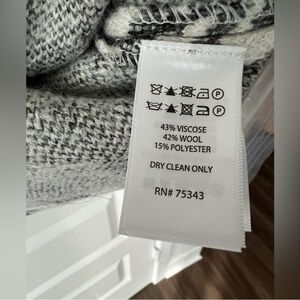 43% VISCOSE
42% WOOL
15% POLYESTER
DRY CLEAN ONLY
RN# 75343